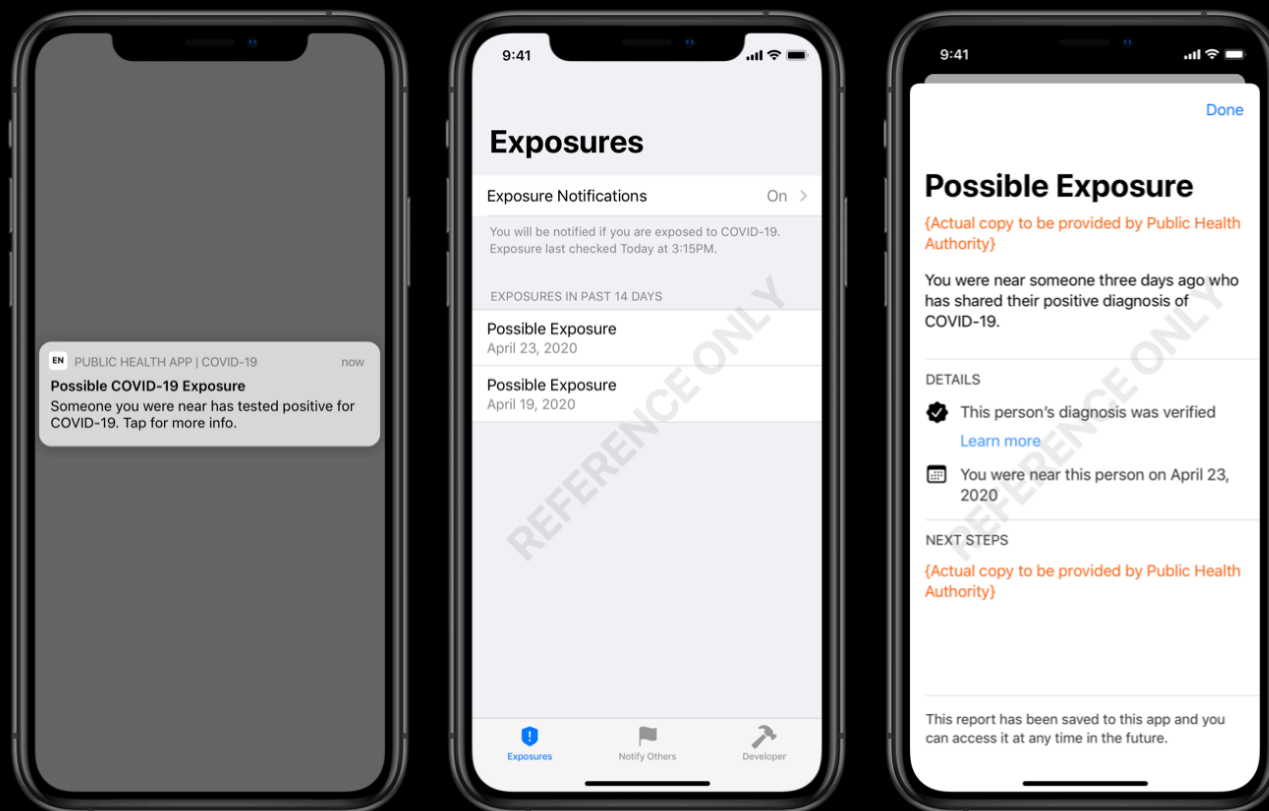 EN PUBLIC HEALTH APP | COVID-19 now
Possible COVID-19 Exposure
Someone you were near has tested positive for
COVID-19. Tap for more info.
9:41
Exposures
Exposure Notifications On
You will be notified if you are exposed to COVID-19.
Exposure last checked Today at 3:15PM.
EXPOSURES IN PAST 14 DAYS
Possible Exposure
April 23, 2020
Possible Exposure
April 19, 2020
REFERENCE ONLY
Exposures Notify Others Developer
9:41
Done
Possible Exposure
{Actual copy to be provided by Public Health
Authority}
You were near someone three days ago who
has shared their positive diagnosis of
COVID-19.
DETAILS
This person's diagnosis was verified
Learn more
You were near this person on April 23,
2020
NEXT STEPS
{Actual copy to be provided by Public Health
Authority}
REFERENCE ONLY
This report has been saved to this app and you
can access it at any time in the future.